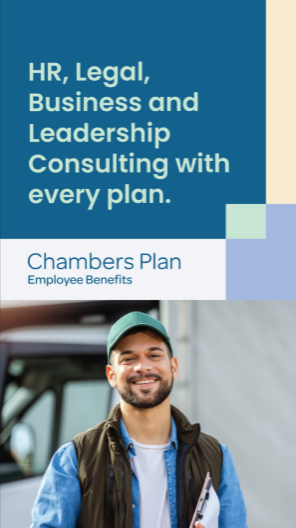 HR, Legal,
Business and
Leadership
Consulting with
every plan.
Chambers Plan
Employee Benefits